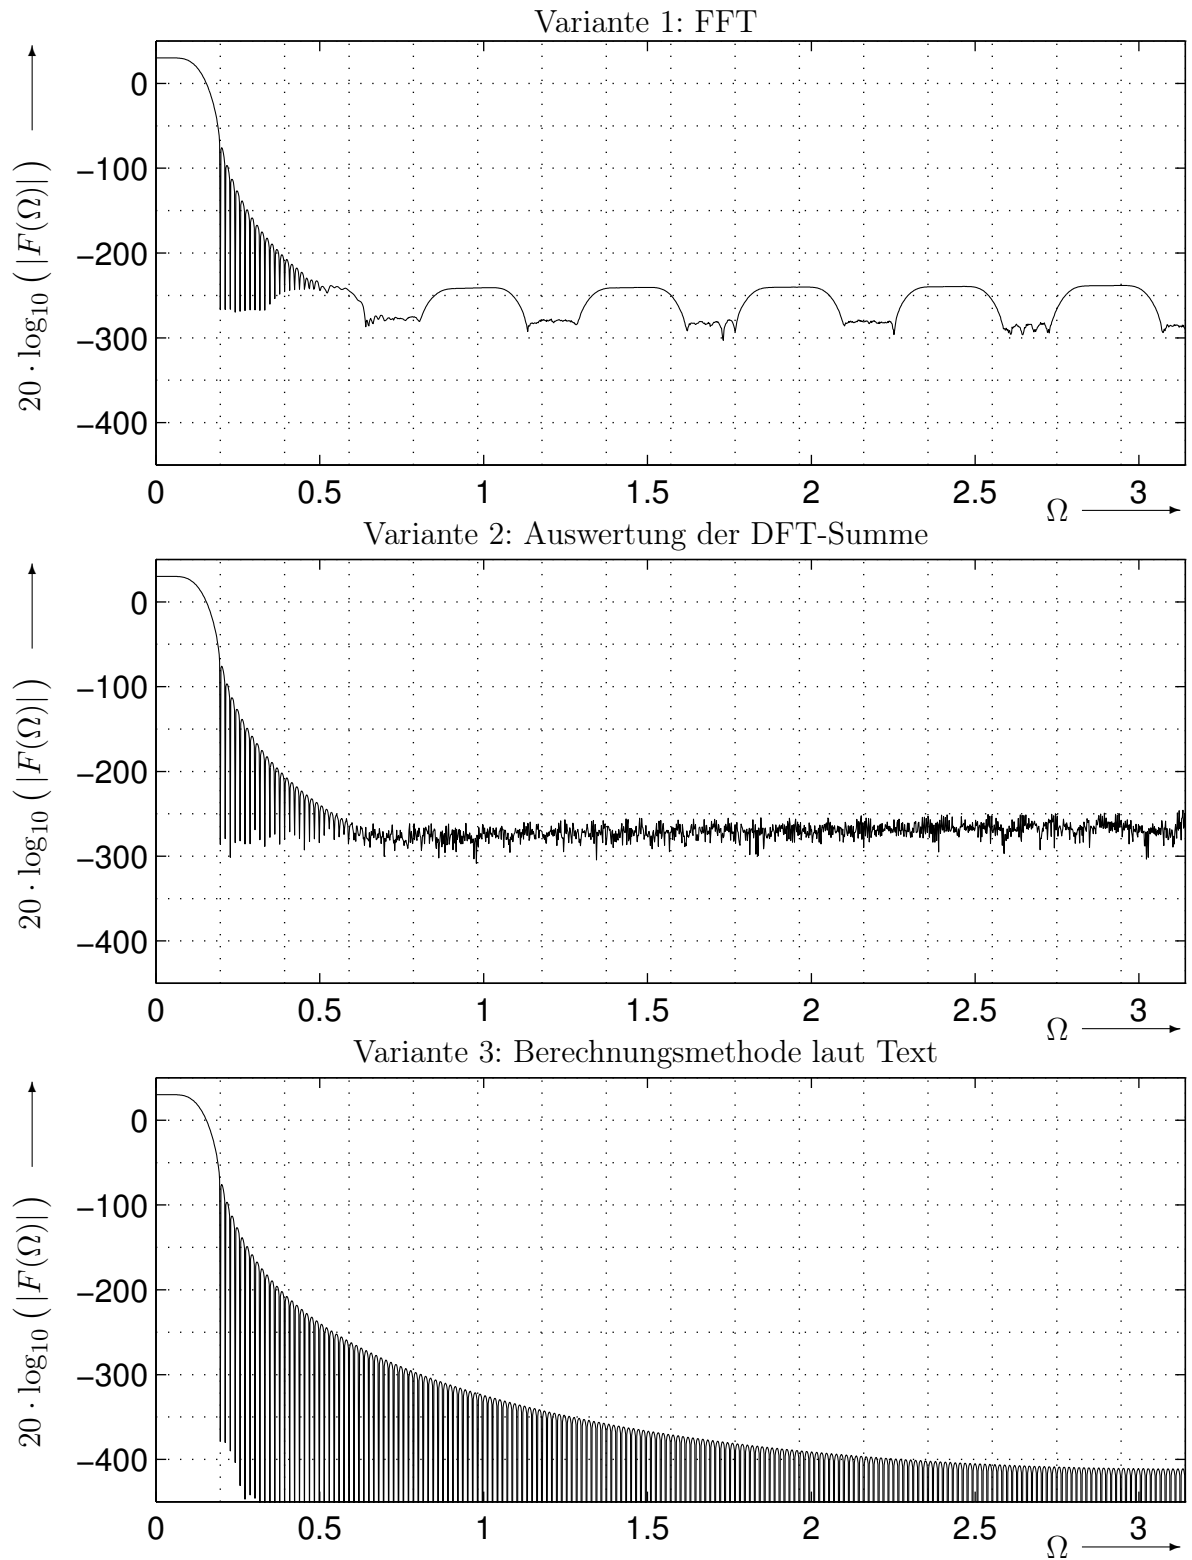 Variante 1: FFT
20 · log10 ( |F(Ω)| )
0
−100
−200
−300
−400
0 0.5 1 1.5 2 2.5 3
Ω
Variante 2: Auswertung der DFT-Summe
20 · log10 ( |F(Ω)| )
0
−100
−200
−300
−400
0 0.5 1 1.5 2 2.5 3
Ω
Variante 3: Berechnungsmethode laut Text
20 · log10 ( |F(Ω)| )
0
−100
−200
−300
−400
0 0.5 1 1.5 2 2.5 3
Ω